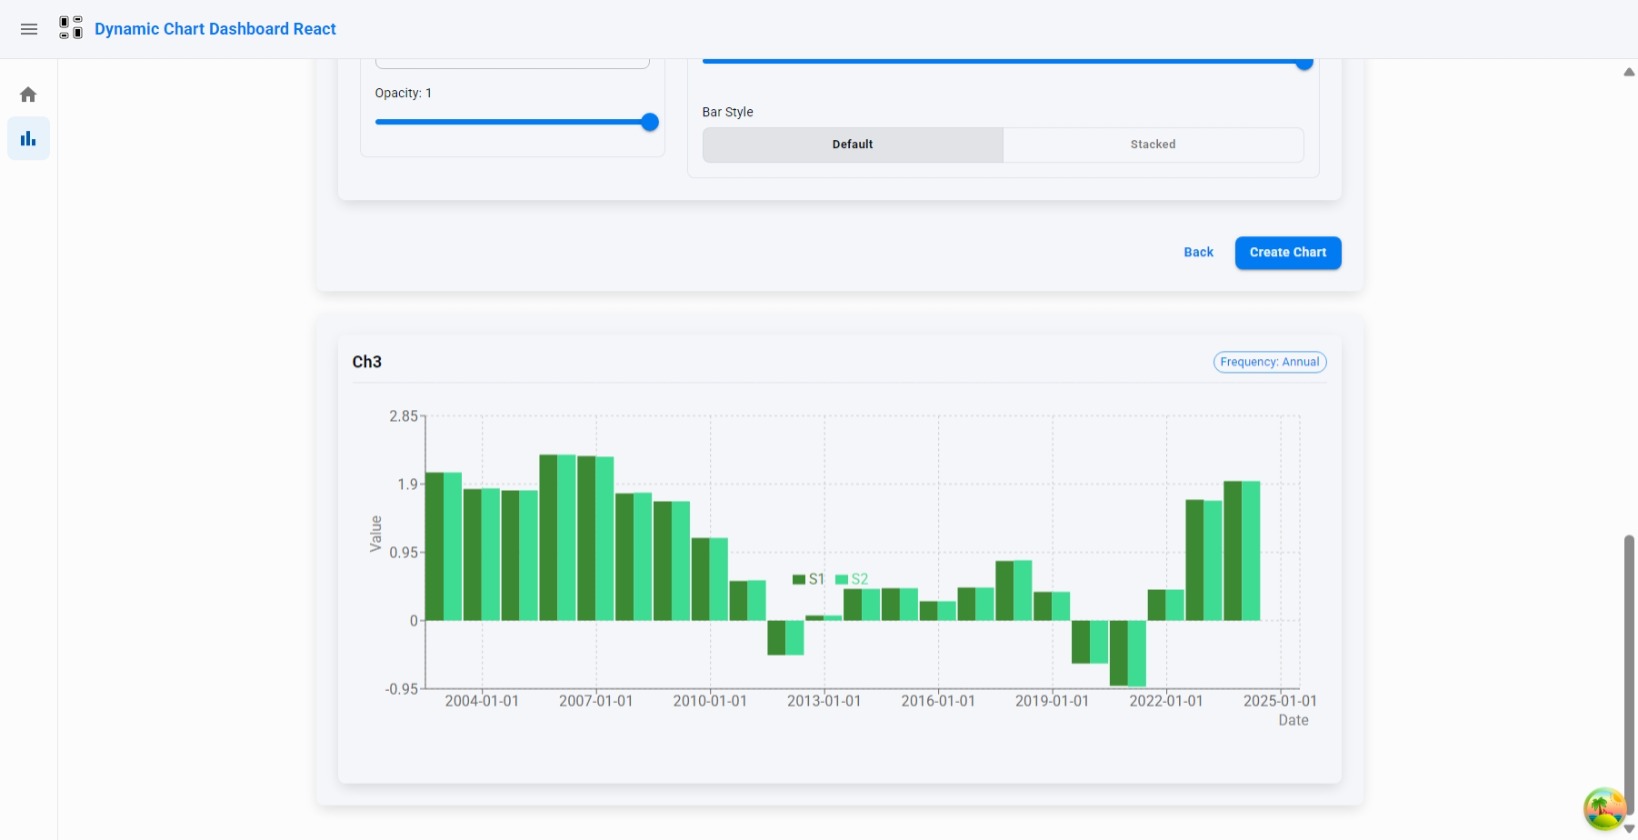 Dynamic Chart Dashboard React
Opacity: 1
Bar Style
Default Stacked
Back Create Chart
Ch3 Frequency: Annual
2.85
1.9
0.95
0
-0.95
Value
S1 S2
2004-01-01 2007-01-01 2010-01-01 2013-01-01 2016-01-01 2019-01-01 2022-01-01 2025-01-01
Date